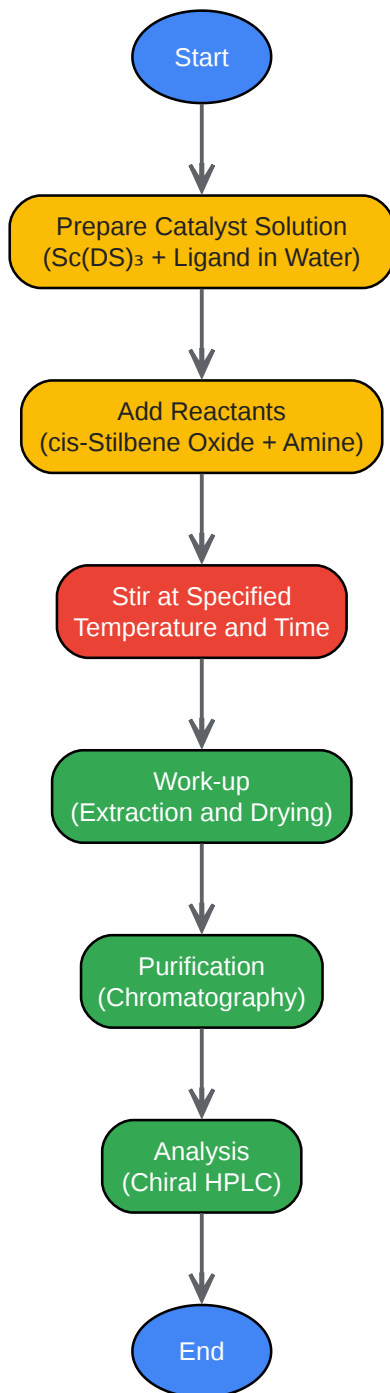 Start
Prepare Catalyst Solution
(Sc(DS)₃ + Ligand in Water)
Add Reactants
(cis-Stilbene Oxide + Amine)
Stir at Specified
Temperature and Time
Work-up
(Extraction and Drying)
Purification
(Chromatography)
Analysis
(Chiral HPLC)
End